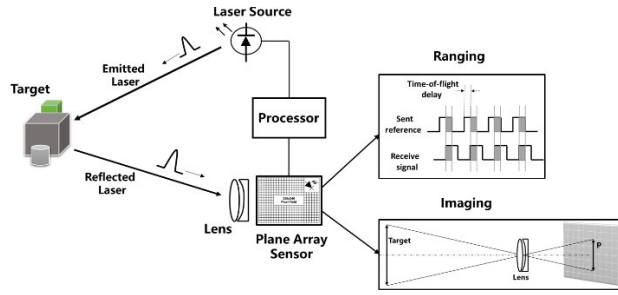 Laser Source
Emitted
Laser
Target
Processor
Reflected
Laser
Lens
Plane Array
Sensor
Ranging
Time-of-flight
delay
Sent
reference
Receive
signal
Imaging
Target
Lens
P